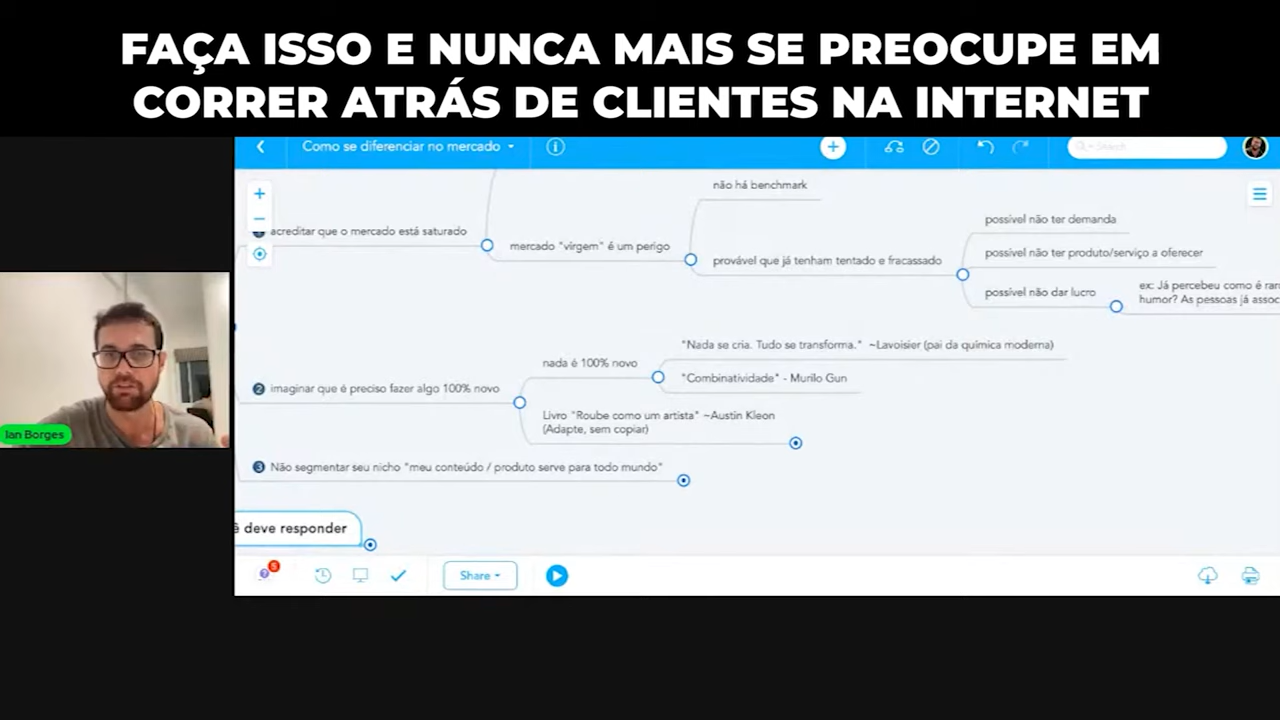 FAÇA ISSO E NUNCA MAIS SE PREOCUPE EM
CORRER ATRÁS DE CLIENTES NA INTERNET
Como se diferenciar no mercado
Search
não há benchmark
acreditar que o mercado está saturado
mercado "virgem" é um perigo
possível não ter demanda
possível não ter produto/serviço a oferecer
provável que já tenham tentado e fracassado
possível não dar lucro
ex: Já percebeu como é
humor? As pessoas já
"Nada se cria. Tudo se transforma." ~Lavoisier (pai da química moderna)
nada é 100% novo
"Combinatividade" - Murilo Gun
2 imaginar que é preciso fazer algo 100% novo
Livro "Roube como um artista" ~Austin Kleon
(Adapte, sem copiar)
Ian Borges
3 Não segmentar seu nicho "meu conteúdo / produto serve para todo mundo"
ê deve responder
5
Share